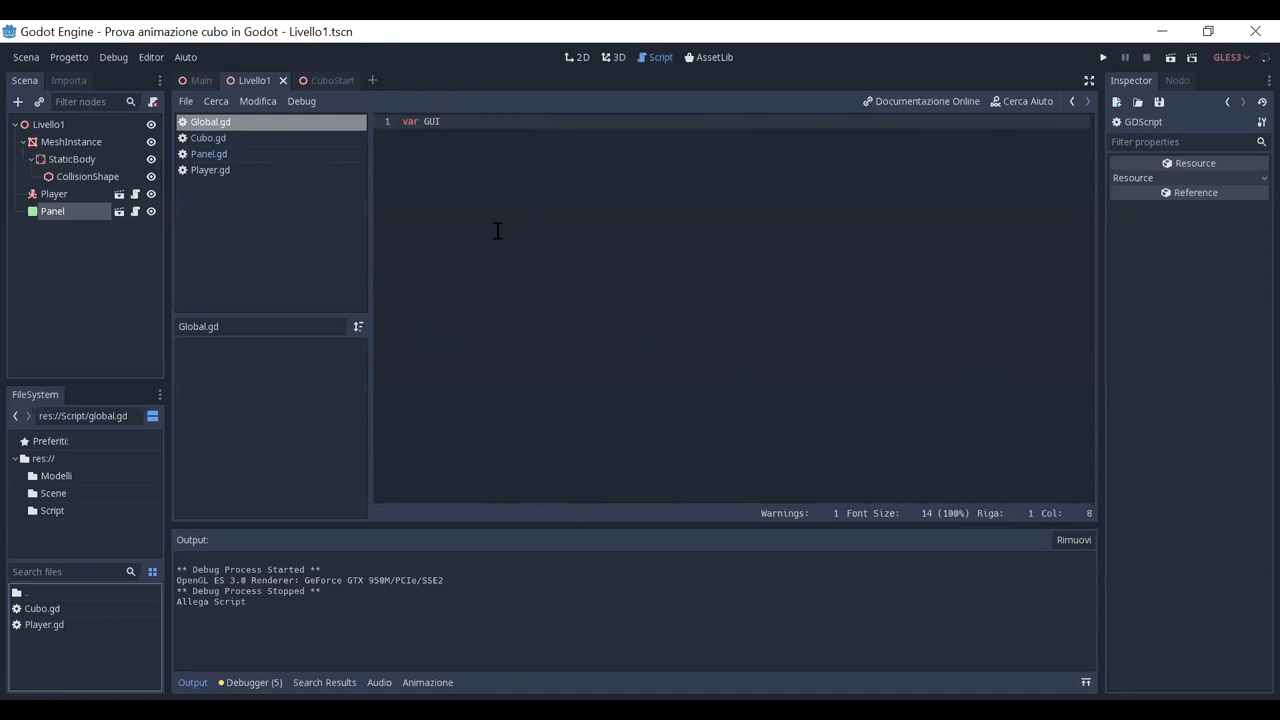 Godot Engine - Prova animazione cubo in Godot - Livello1.tscn
Scena Progetto Debug Editor Aiuto
2D 3D Script AssetLib
GLES3
Scena Importa
Filter nodes
Livello1
MeshInstance
StaticBody
CollisionShape
Player
Panel
FileSystem
res://Script/global.gd
Preferiti:
res://
Modelli
Scene
Script
Search files
..
Cubo.gd
Player.gd
Main Livello1 CuboStart
File Cerca Modifica Debug
Documentazione Online Cerca Aiuto
Global.gd
Cubo.gd
Panel.gd
Player.gd
Global.gd
1 var GUI
Warnings: 1 Font Size: 14 (100%) Riga: 1 Col: 8
Output: Rimuovi
** Debug Process Started **
OpenGL ES 3.0 Renderer: GeForce GTX 950M/PCIe/SSE2
** Debug Process Stopped **
Allega Script
Output Debugger (5) Search Results Audio Animazione
Inspector Nodo
GDScript
Filter properties
Resource
Resource
Reference